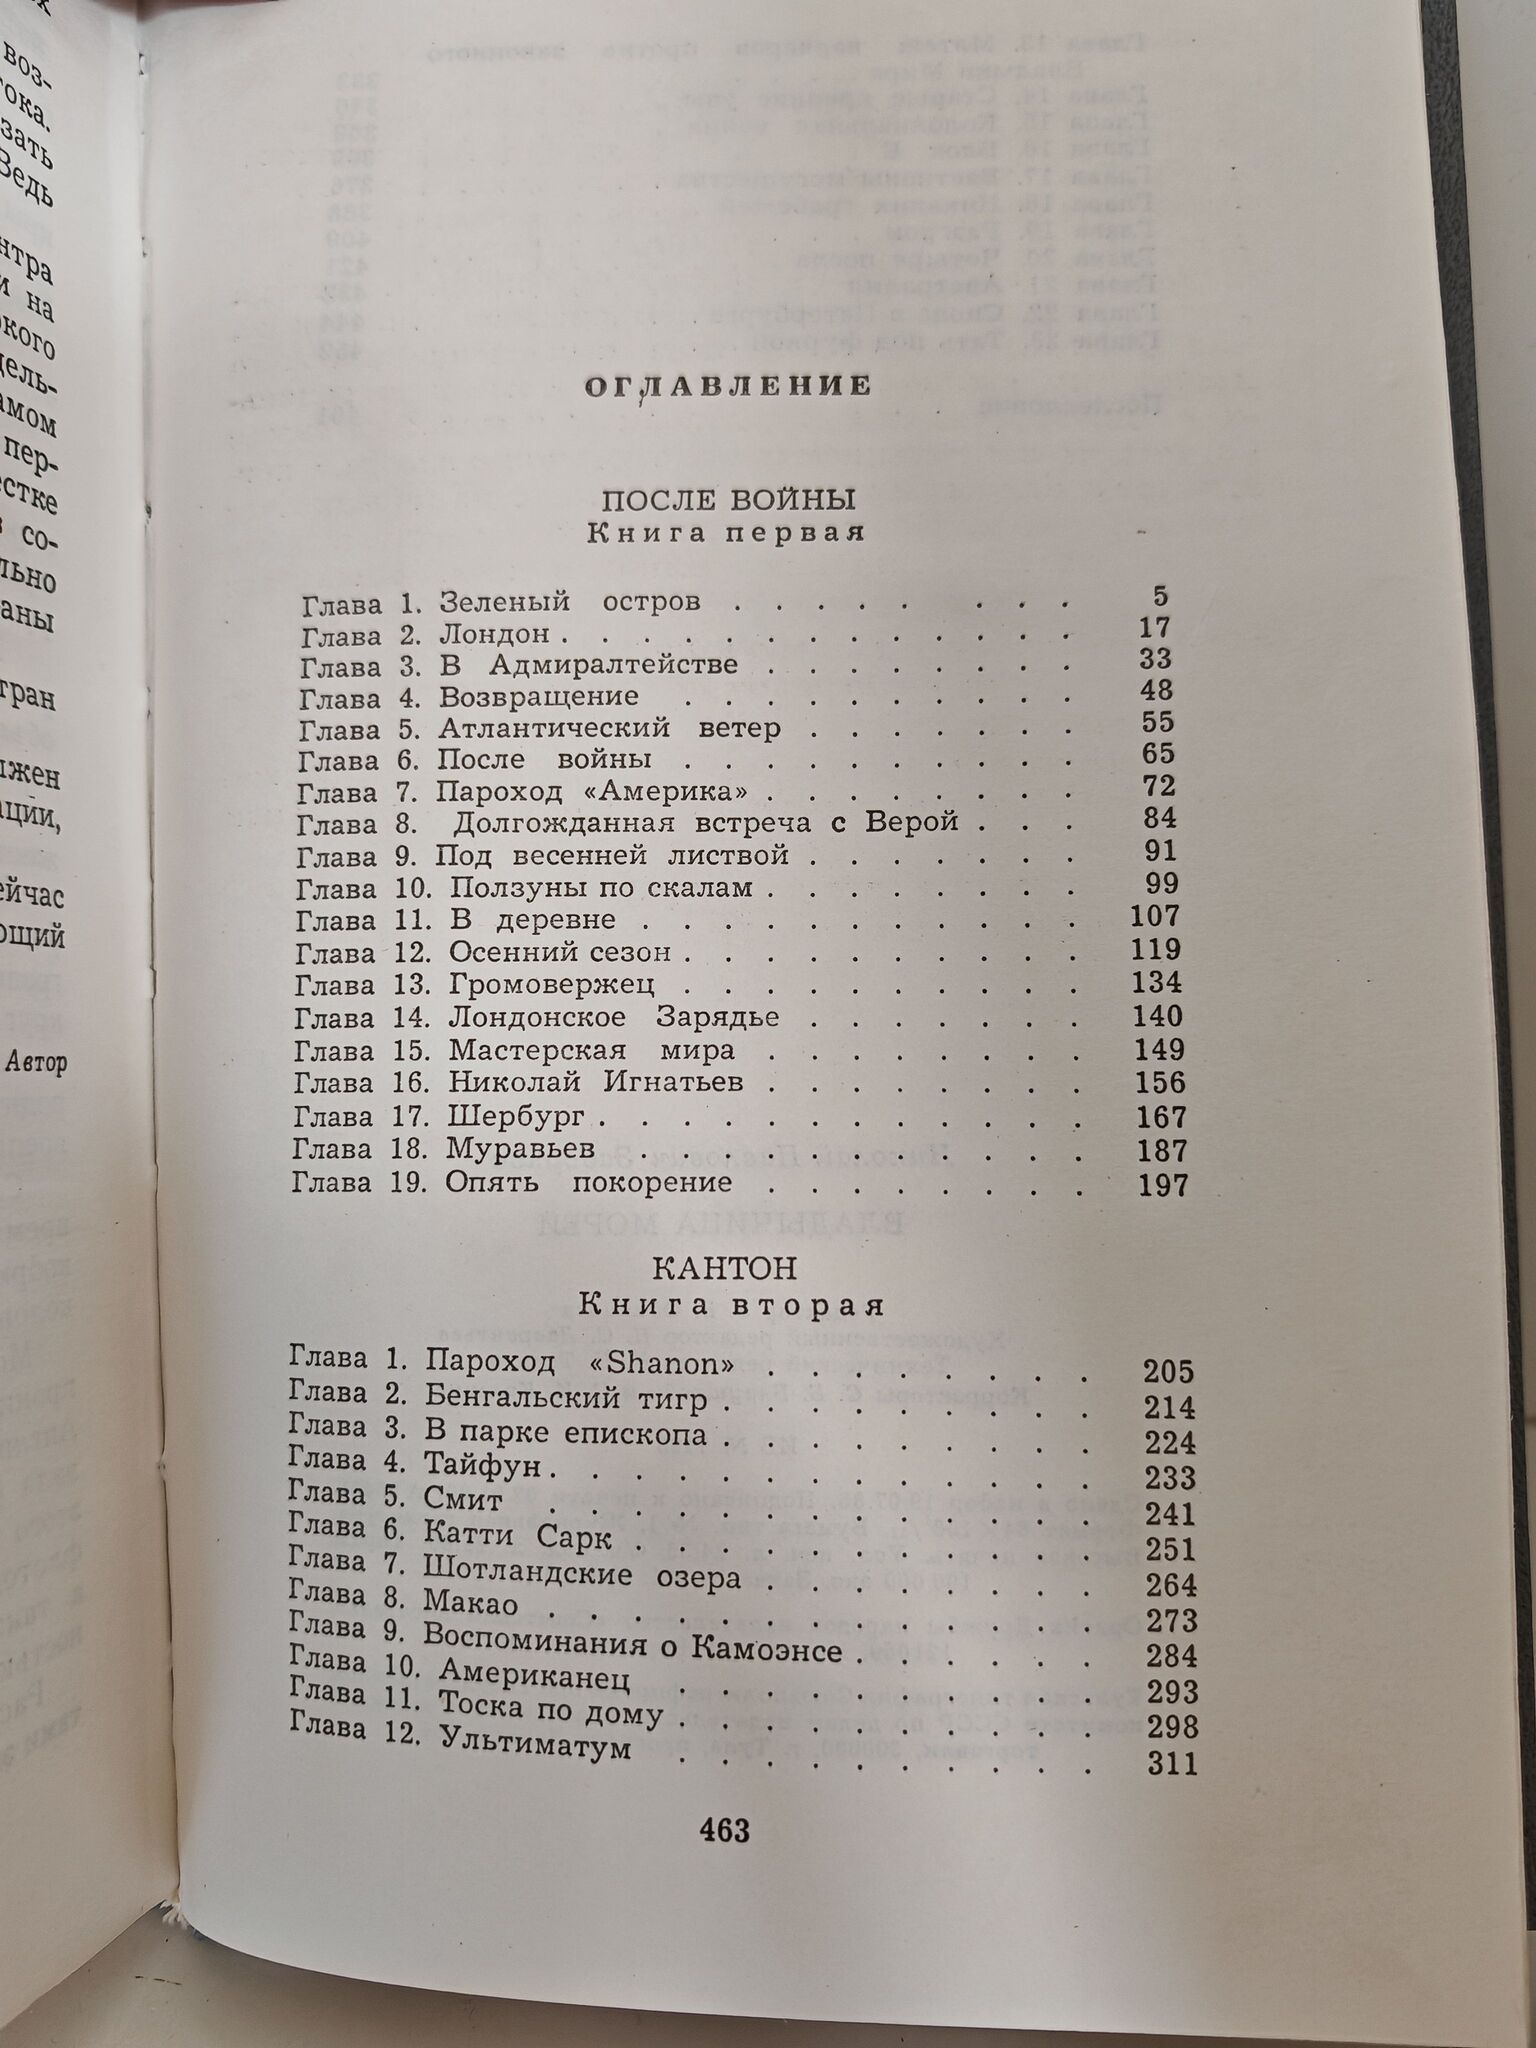 ОГЛАВЛЕНИЕ
ПОСЛЕ ВОЙНЫ
Книга первая
Глава 1. Зеленый остров . . . . . . . . 5
Глава 2. Лондон . . . . . . . . . . . . . 17
Глава 3. В Адмиралтействе . . . . . . . . 33
Глава 4. Возвращение . . . . . . . . . . 48
Глава 5. Атлантический ветер . . . . . . . 55
Глава 6. После войны . . . . . . . . . . 65
Глава 7. Пароход «Америка» . . . . . . . . 72
Глава 8. Долгожданная встреча с Верой . . . 84
Глава 9. Под весенней листвой . . . . . . . 91
Глава 10. Ползуны по скалам . . . . . . . . 99
Глава 11. В деревне . . . . . . . . . . . 107
Глава 12. Осенний сезон . . . . . . . . . . 119
Глава 13. Громовержец . . . . . . . . . . 134
Глава 14. Лондонское Зарядье . . . . . . . 140
Глава 15. Мастерская мира . . . . . . . . 149
Глава 16. Николай Игнатьев . . . . . . . . 156
Глава 17. Шербург . . . . . . . . . . . . 167
Глава 18. Муравьев . . . . . . . . . . . 187
Глава 19. Опять покорение . . . . . . . . 197
КАНТОН
Книга вторая
Глава 1. Пароход «Shanon» . . . . . . . . 205
Глава 2. Бенгальский тигр . . . . . . . . . 214
Глава 3. В парке епископа . . . . . . . . . 224
Глава 4. Тайфун . . . . . . . . . . . . . 233
Глава 5. Смит . . . . . . . . . . . . . 241
Глава 6. Катти Сарк . . . . . . . . . . . 251
Глава 7. Шотландские озера . . . . . . . . 264
Глава 8. Макао . . . . . . . . . . . . . 273
Глава 9. Воспоминания о Камоэнсе . . . . . . 284
Глава 10. Американец . . . . . . . . . . 293
Глава 11. Тоска по дому . . . . . . . . . . 298
Глава 12. Ультиматум . . . . . . . . . . 311
463
воз-
тока.
Ведь
на
пер-
со-
Автор